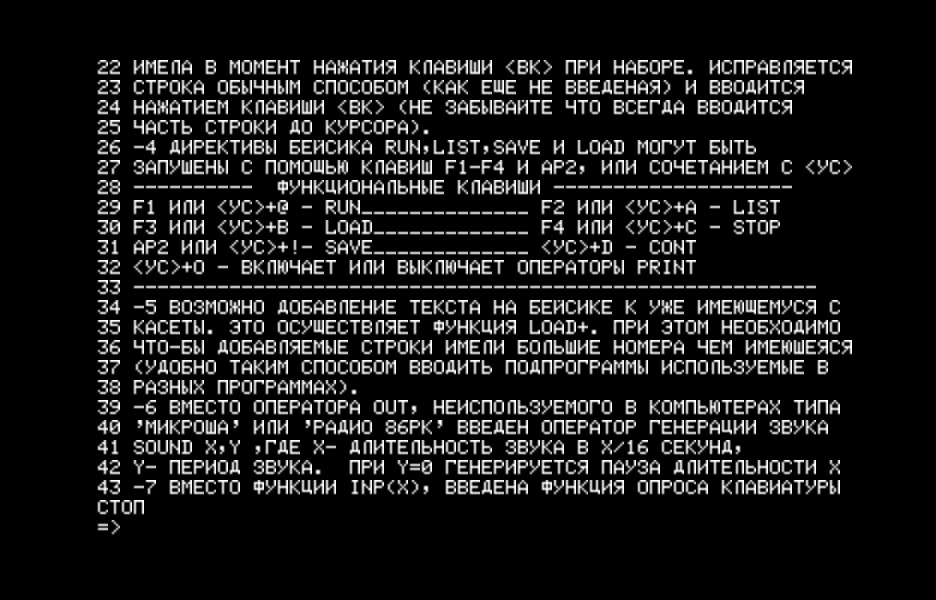 22 ИМЕЛА В МОМЕНТ НАЖАТИЯ КЛАВИШИ <ВК> ПРИ НАБОРЕ. ИСПРАВЛЯЕТСЯ
23 СТРОКА ОБЫЧНЫМ СПОСОБОМ (КАК ЕЩЕ НЕ ВВЕДЕНАЯ) И ВВОДИТСЯ
24 НАЖАТИЕМ КЛАВИШИ <ВК> (НЕ ЗАБЫВАИТЕ ЧТО ВСЕГДА ВВОДИТСЯ
25 ЧАСТЬ СТРОКИ ДО КУРСОРА).
26 -4 ДИРЕКТИВЫ БЕИСИКА RUN,LIST,SAVE И LOAD МОГУТ БЫТЬ
27 ЗАПУШЕНЫ С ПОМОЩЬЮ КЛАВИШ F1-F4 И АР2, ИЛИ СОЧЕТАНИЕМ С <УС>
28 ----------  ФУНКЦИОНАЛЬНЫЕ КЛАВИШИ --------------------
29 F1 ИЛИ <УС>+@ - RUN______________ F2 ИЛИ <УС>+A - LIST
30 F3 ИЛИ <УС>+B - LOAD_____________ F4 ИЛИ <УС>+C - STOP
31 АР2 ИЛИ <УС>+!- SAVE_____________ <УС>+D - CONT
32 <УС>+O - ВКЛЮЧАЕТ ИЛИ ВЫКЛЮЧАЕТ ОПЕРАТОРЫ PRINT
33 ---------------------------------------------------------
34 -5 ВОЗМОЖНО ДОБАВЛЕНИЕ ТЕКСТА НА БЕЙСИКЕ К УЖЕ ИМЕЮЩЕМУСЯ С
35 КАСЕТЫ. ЭТО ОСУЩЕСТВЛЯЕТ ФУНКЦИЯ LOAD+. ПРИ ЭТОМ НЕОБХОДИМО
36 ЧТО-БЫ ДОБАВЛЯЕМЫЕ СТРОКИ ИМЕЛИ БОЛЬШИЕ НОМЕРА ЧЕМ ИМЕЮШЕЯСЯ
37 (УДОБНО ТАКИМ СПОСОБОМ ВВОДИТЬ ПОДПРОГРАММЫ ИСПОЛЬЗУЕМЫЕ В
38 РАЗНЫХ ПРОГРАММАХ).
39 -6 ВМЕСТО ОПЕРАТОРА OUT, НЕИСПОЛЬЗУЕМОГО В КОМПЬЮТЕРАХ ТИПА
40 'МИКРОША' ИЛИ 'РАДИО 86РК' ВВЕДЕН ОПЕРАТОР ГЕНЕРАЦИИ ЗВУКА
41 SOUND X,Y ,ГДЕ X- ДЛИТЕЛЬНОСТЬ ЗВУКА В X/16 СЕКУНД,
42 Y- ПЕРИОД ЗВУКА.  ПРИ Y=0 ГЕНЕРИРУЕТСЯ ПАУЗА ДЛИТЕЛЬНОСТИ X
43 -7 ВМЕСТО ФУНКЦИИ INP(X), ВВЕДЕНА ФУНКЦИЯ ОПРОСА КЛАВИАТУРЫ
СТОП
=>